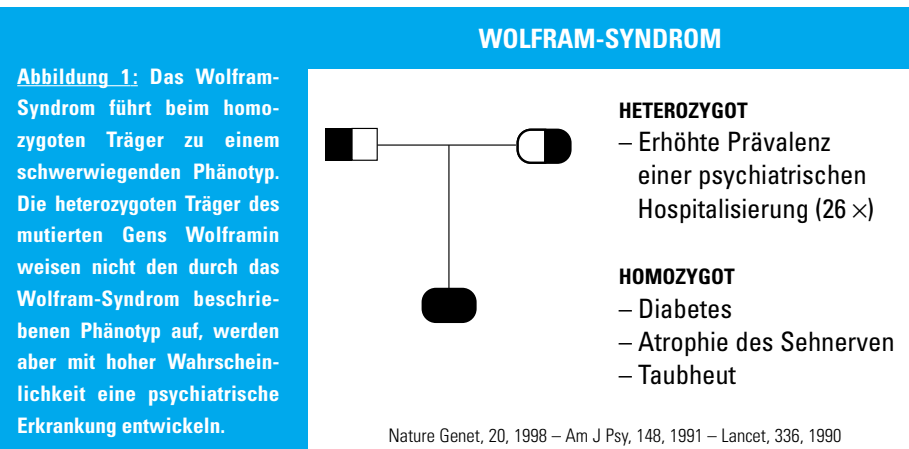 WOLFRAM-SYNDROM
Abbildung 1: Das Wolfram-
Syndrom führt beim homo-
zygoten Träger zu einem
schwerwiegenden Phänotyp.
Die heterozygoten Träger des
mutierten Gens Wolframin
weisen nicht den durch das
Wolfram-Syndrom beschrie-
benen Phänotyp auf, werden
aber mit hoher Wahrschein-
lichkeit eine psychiatrische
Erkrankung entwickeln.
HETEROZYGOT
– Erhöhte Prävalenz
einer psychiatrischen
Hospitalisierung (26 ×)
HOMOZYGOT
– Diabetes
– Atrophie des Sehnerven
– Taubheut
Nature Genet, 20, 1998 – Am J Psy, 148, 1991 – Lancet, 336, 1990